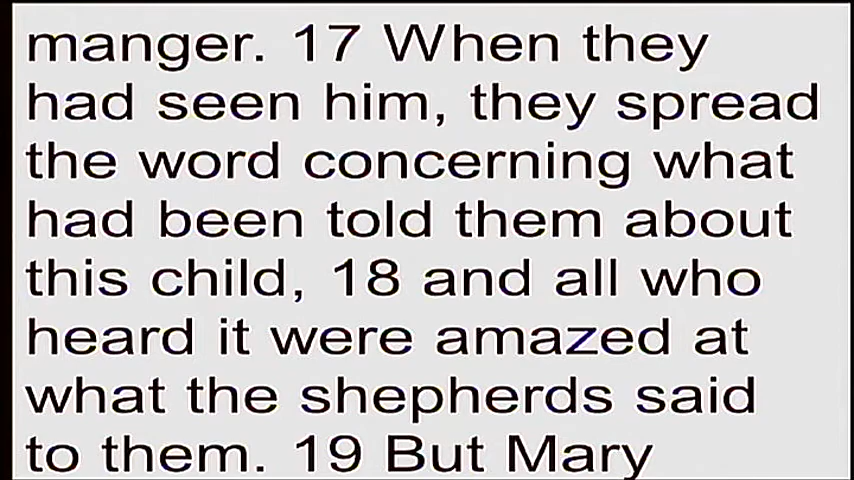 manger. 17 When they
had seen him, they spread
the word concerning what
had been told them about
this child, 18 and all who
heard it were amazed at
what the shepherds said
to them. 19 But Mary